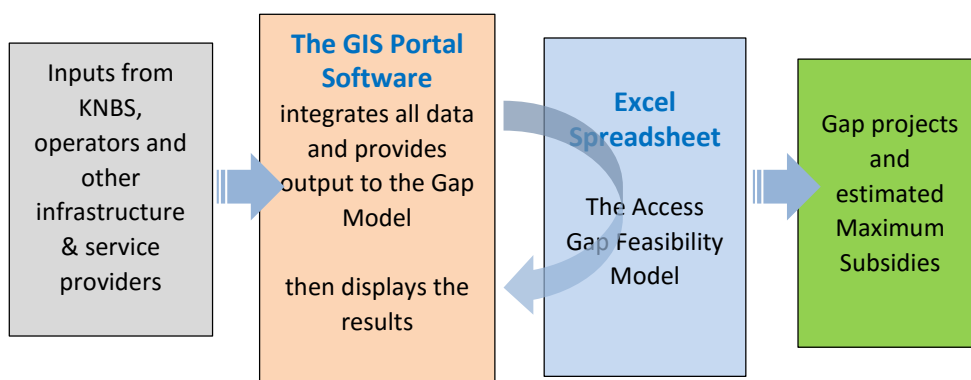 Inputs from
KNBS,
operators and
other
infrastructure
& service
providers
The GIS Portal
Software
integrates all data
and provides
output to the Gap
Model
then displays the
results
Excel
Spreadsheet
The Access
Gap Feasibility
Model
Gap projects
and
estimated
Maximum
Subsidies